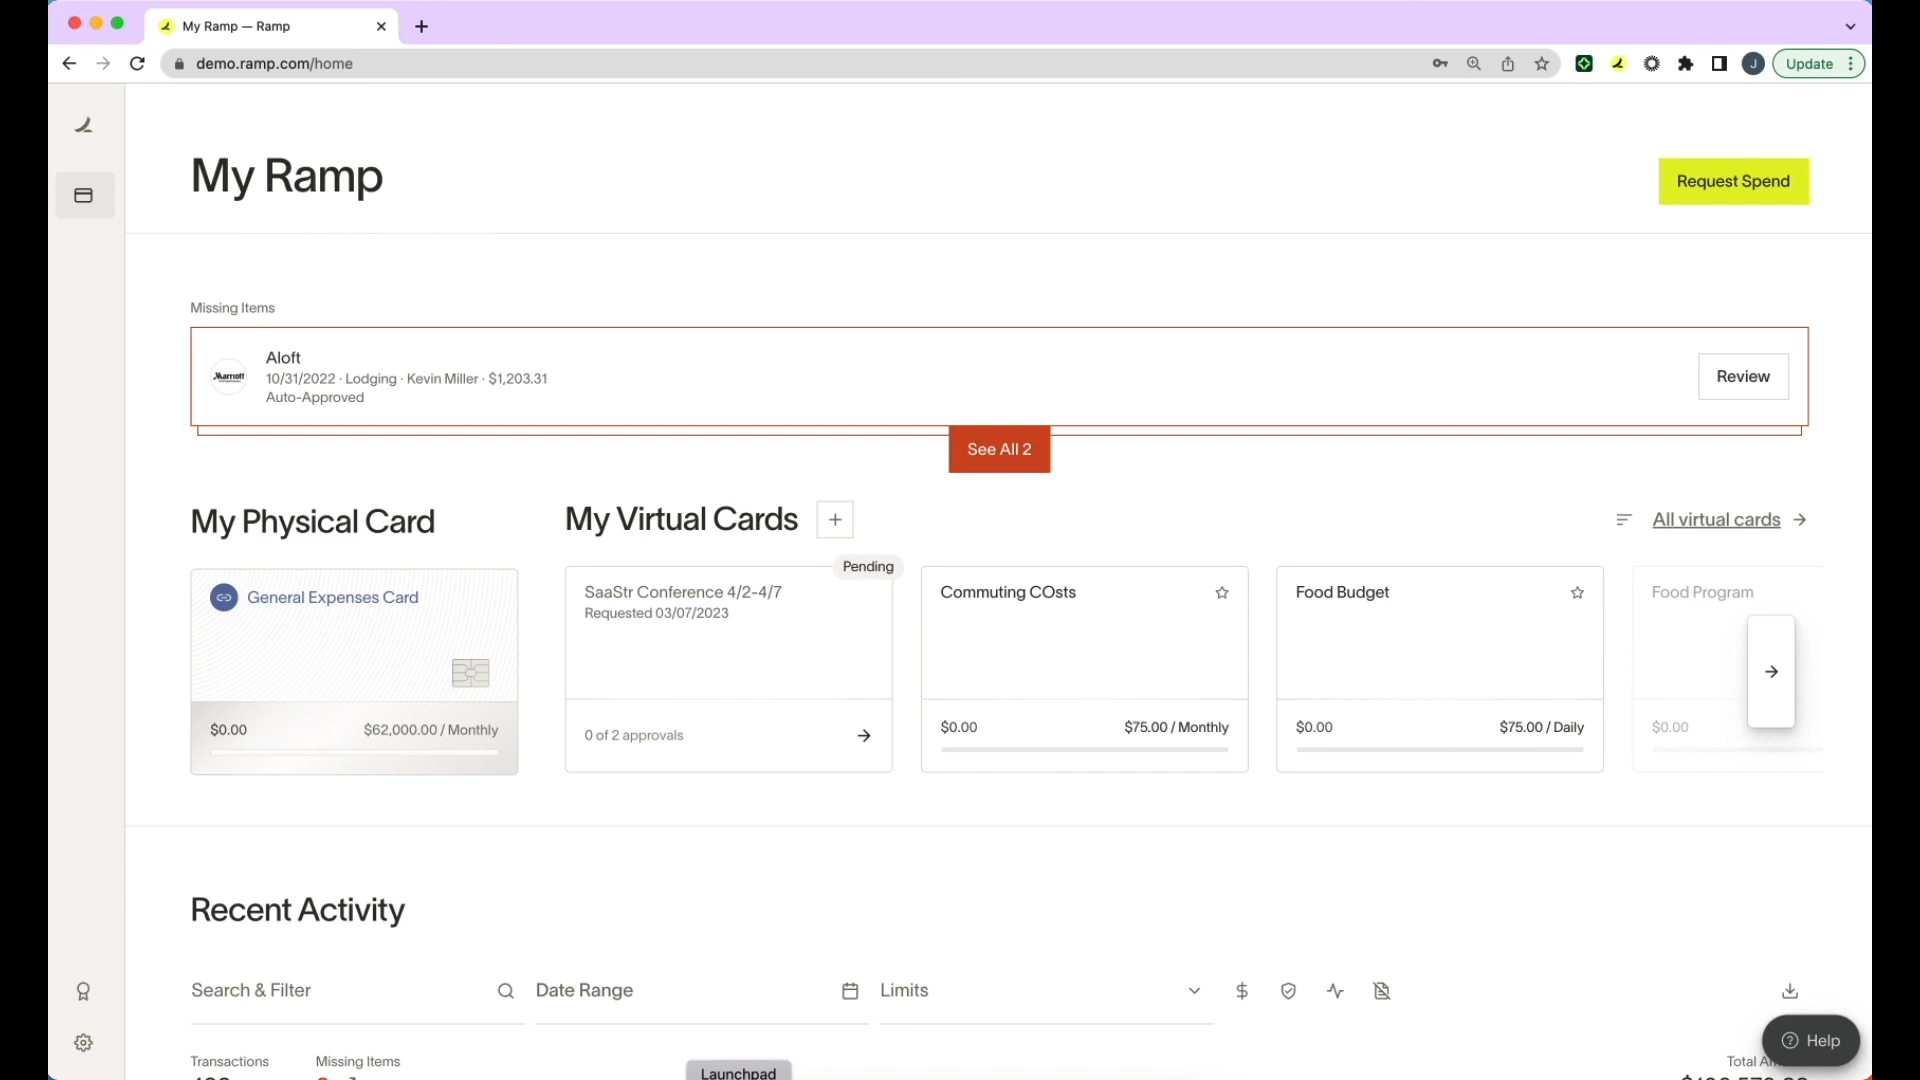 My Ramp — Ramp
demo.ramp.com/home
J
Update
My Ramp
Request Spend
Missing Items
Marriott
Aloft
10/31/2022 · Lodging · Kevin Miller · $1,203.31
Auto-Approved
Review
See All 2
My Physical Card
My Virtual Cards
All virtual cards
General Expenses Card
$0.00
$62,000.00 / Monthly
Pending
SaaStr Conference 4/2-4/7
Requested 03/07/2023
0 of 2 approvals
Commuting COsts
$0.00
$75.00 / Monthly
Food Budget
$0.00
$75.00 / Daily
Food Program
$0.00
Recent Activity
Search & Filter
Date Range
Limits
Help
Transactions
Missing Items
Launchpad
Total